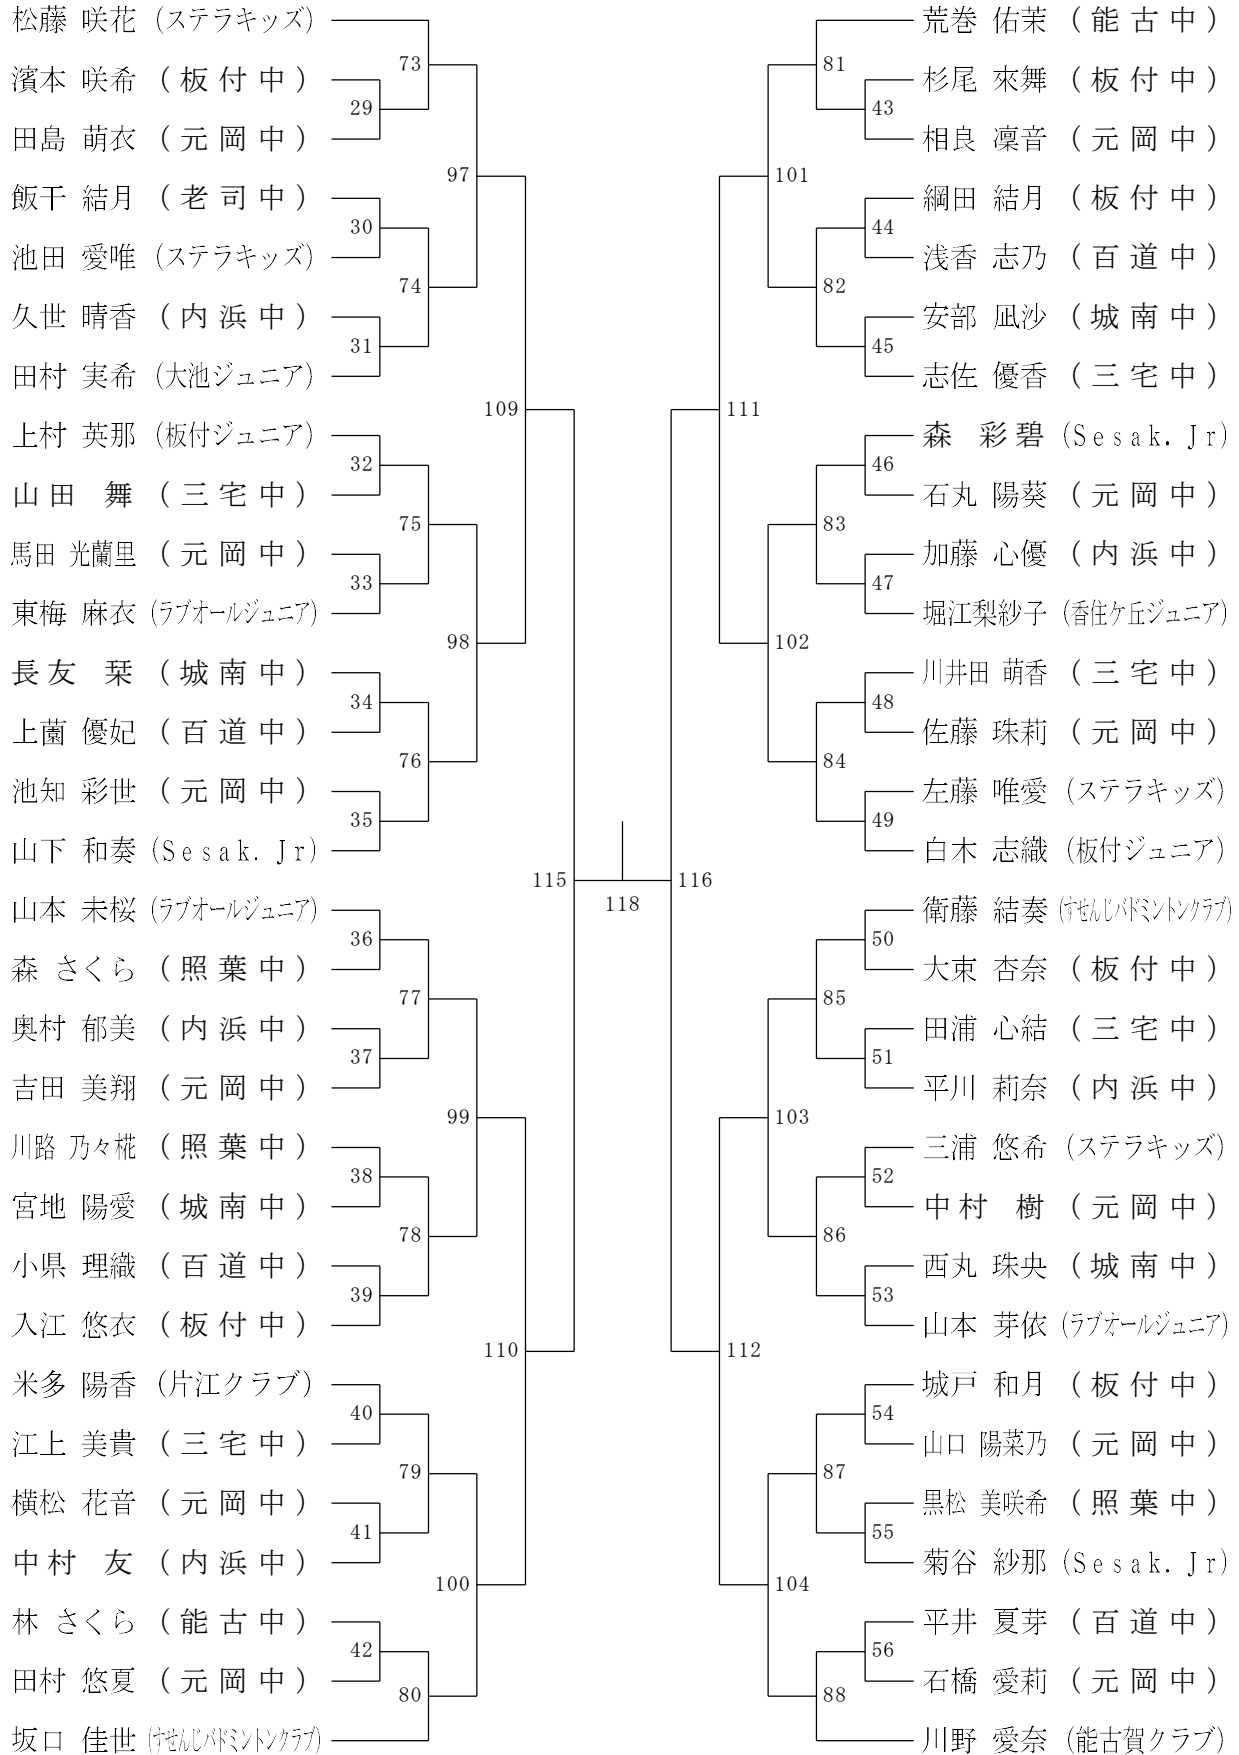 松藤 咲花 (ステラキッズ)
濱本 咲希 (板付中)
田島 萌衣 (元岡中)
飯干 結月 (老司中)
池田 愛唯 (ステラキッズ)
久世 晴香 (内浜中)
田村 実希 (大池ジュニア)
上村 英那 (板付ジュニア)
山田 舞 (三宅中)
馬田 光蘭里 (元岡中)
東梅 麻衣 (ラブオールジュニア)
長友 栞 (城南中)
上薗 優妃 (百道中)
池知 彩世 (元岡中)
山下 和奏 (Sesak.Jr)
山本 未桜 (ラブオールジュニア)
森 さくら (照葉中)
奥村 郁美 (内浜中)
吉田 美翔 (元岡中)
川路 乃々椛 (照葉中)
宮地 陽愛 (城南中)
小県 理織 (百道中)
入江 悠衣 (板付中)
米多 陽香 (片江クラブ)
江上 美貴 (三宅中)
横松 花音 (元岡中)
中村 友 (内浜中)
林 さくら (能古中)
田村 悠夏 (元岡中)
坂口 佳世 (すせんじバドミントンクラブ)
29
30
31
32
33
34
35
36
37
38
39
40
41
42
73
74
75
76
77
78
79
80
97
98
99
100
109
110
115
118
116
111
112
101
102
103
104
81
82
83
84
85
86
87
88
43
44
45
46
47
48
49
50
51
52
53
54
55
56
荒巻 佑茉 (能古中)
杉尾 來舞 (板付中)
相良 凜音 (元岡中)
綱田 結月 (板付中)
浅香 志乃 (百道中)
安部 凪沙 (城南中)
志佐 優香 (三宅中)
森 彩碧 (Sesak.Jr)
石丸 陽葵 (元岡中)
加藤 心優 (内浜中)
堀江梨紗子 (香住ケ丘ジュニア)
川井田 萌香 (三宅中)
佐藤 珠莉 (元岡中)
左藤 唯愛 (ステラキッズ)
白木 志織 (板付ジュニア)
衛藤 結奏 (すせんじバドミントンクラブ)
大束 杏奈 (板付中)
田浦 心結 (三宅中)
平川 莉奈 (内浜中)
三浦 悠希 (ステラキッズ)
中村 樹 (元岡中)
西丸 珠央 (城南中)
山本 芽依 (ラブオールジュニア)
城戸 和月 (板付中)
山口 陽菜乃 (元岡中)
黒松 美咲希 (照葉中)
菊谷 紗那 (Sesak.Jr)
平井 夏芽 (百道中)
石橋 愛莉 (元岡中)
川野 愛奈 (能古賀クラブ)